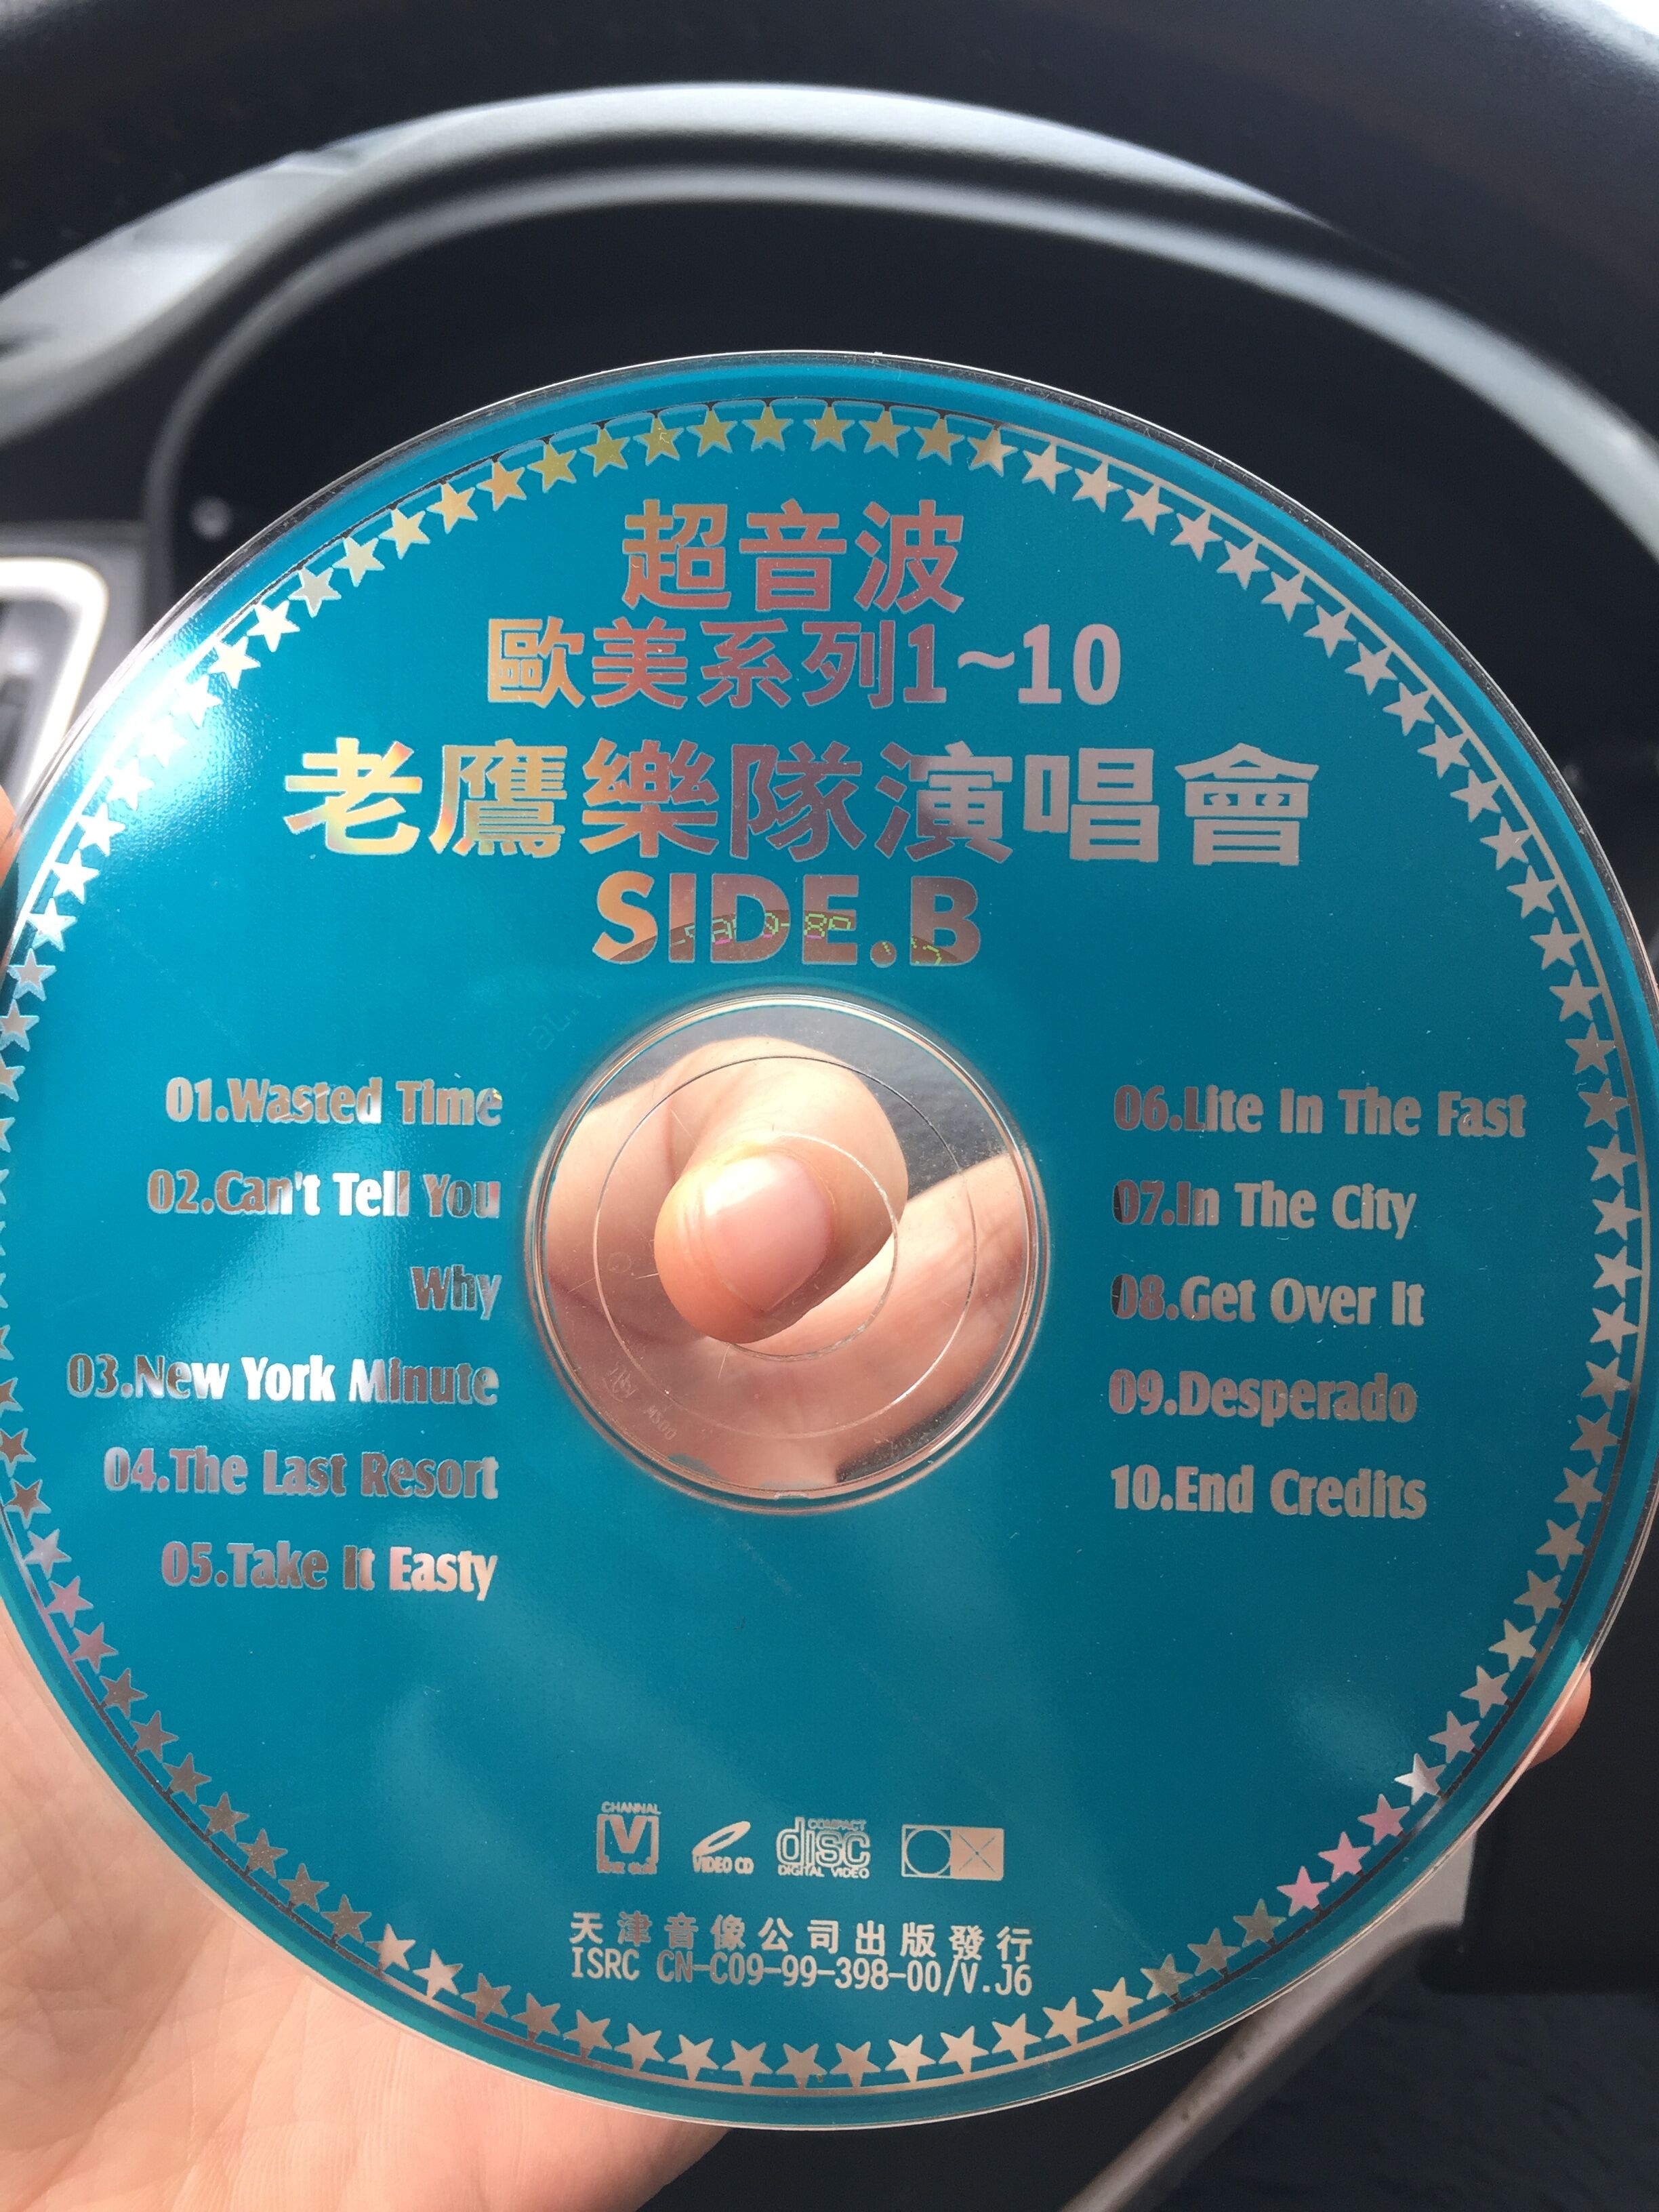 超音波
歐美系列1~10
老鷹樂隊演唱會
SIDE.B
01.Wasted Time
02.Can't Tell You
Why
03.New York Minute
04.The Last Resort
05.Take It Easty
06.Lite In The Fast
07.In The City
08.Get Over It
09.Desperado
10.End Credits
CHANNAL
V
VIDEO CD
COMPACT
disc
DIGITAL VIDEO
天津音像公司出版發行
ISRC CN-C09-99-398-00/V.J6